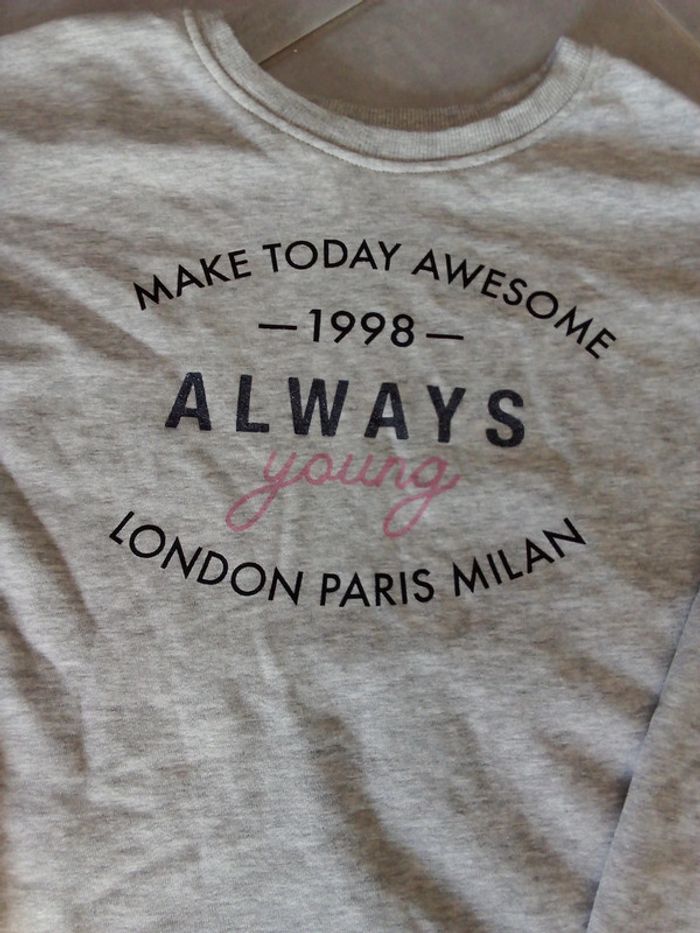 MAKE TODAY AWESOME
—1998—
ALWAYS
young
LONDON PARIS MILAN